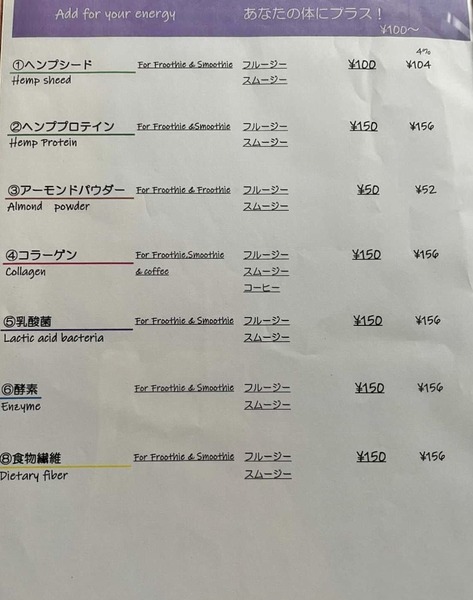 Add for your energy あなたの体にプラス！
¥100～
4%
①ヘンプシード For Froothie & Smoothie フルージー ¥100 ¥104
Hemp sheed スムージー
②ヘンププロテイン For Froothie &Smoothie フルージー ¥150 ¥156
Hemp Protein スムージー
③アーモンドパウダー For Froothie & Froothie フルージー ¥50 ¥52
Almond powder スムージー
④コラーゲン For Froothie,Smoothie フルージー ¥150 ¥156
Collagen & coffee スムージー
コーヒー
⑤乳酸菌 For Froothie & Smoothie フルージー ¥150 ¥156
Lactic acid bacteria スムージー
⑥酵素 For Froothie & Smoothie フルージー ¥150 ¥156
Enzyme スムージー
⑧食物繊維 For Froothie & Smoothie フルージー ¥150 ¥156
Dietary fiber スムージー